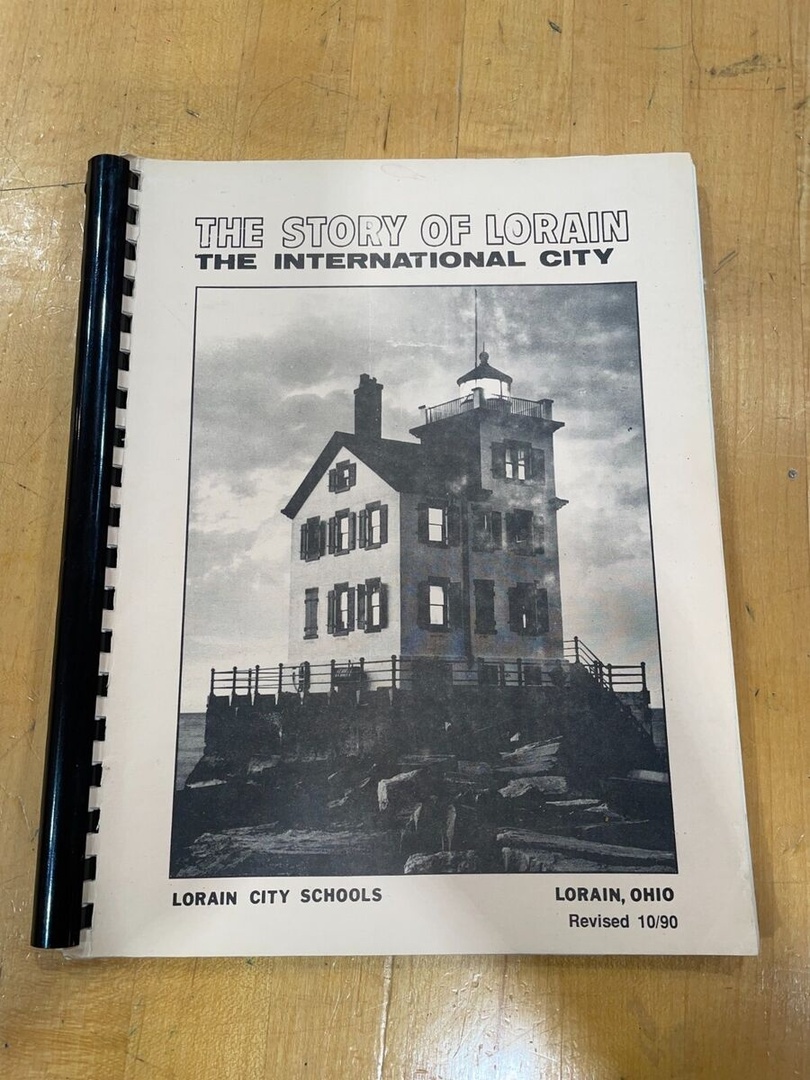 THE STORY OF LORAIN
THE INTERNATIONAL CITY
LORAIN CITY SCHOOLS
LORAIN, OHIO
Revised 10/90